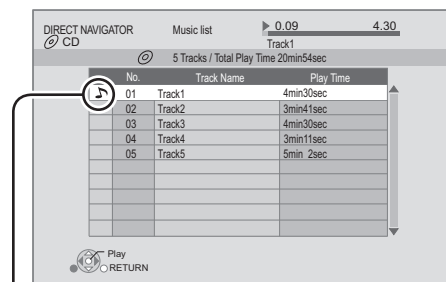 DIRECT NAVIGATOR Music list 0.09 4.30
CD Track1
5 Tracks / Total Play Time 20min54sec
No. Track Name Play Time
01 Track1 4min30sec
02 Track2 3min41sec
03 Track3 4min30sec
04 Track4 3min11sec
05 Track5 5min 2sec
Play
RETURN